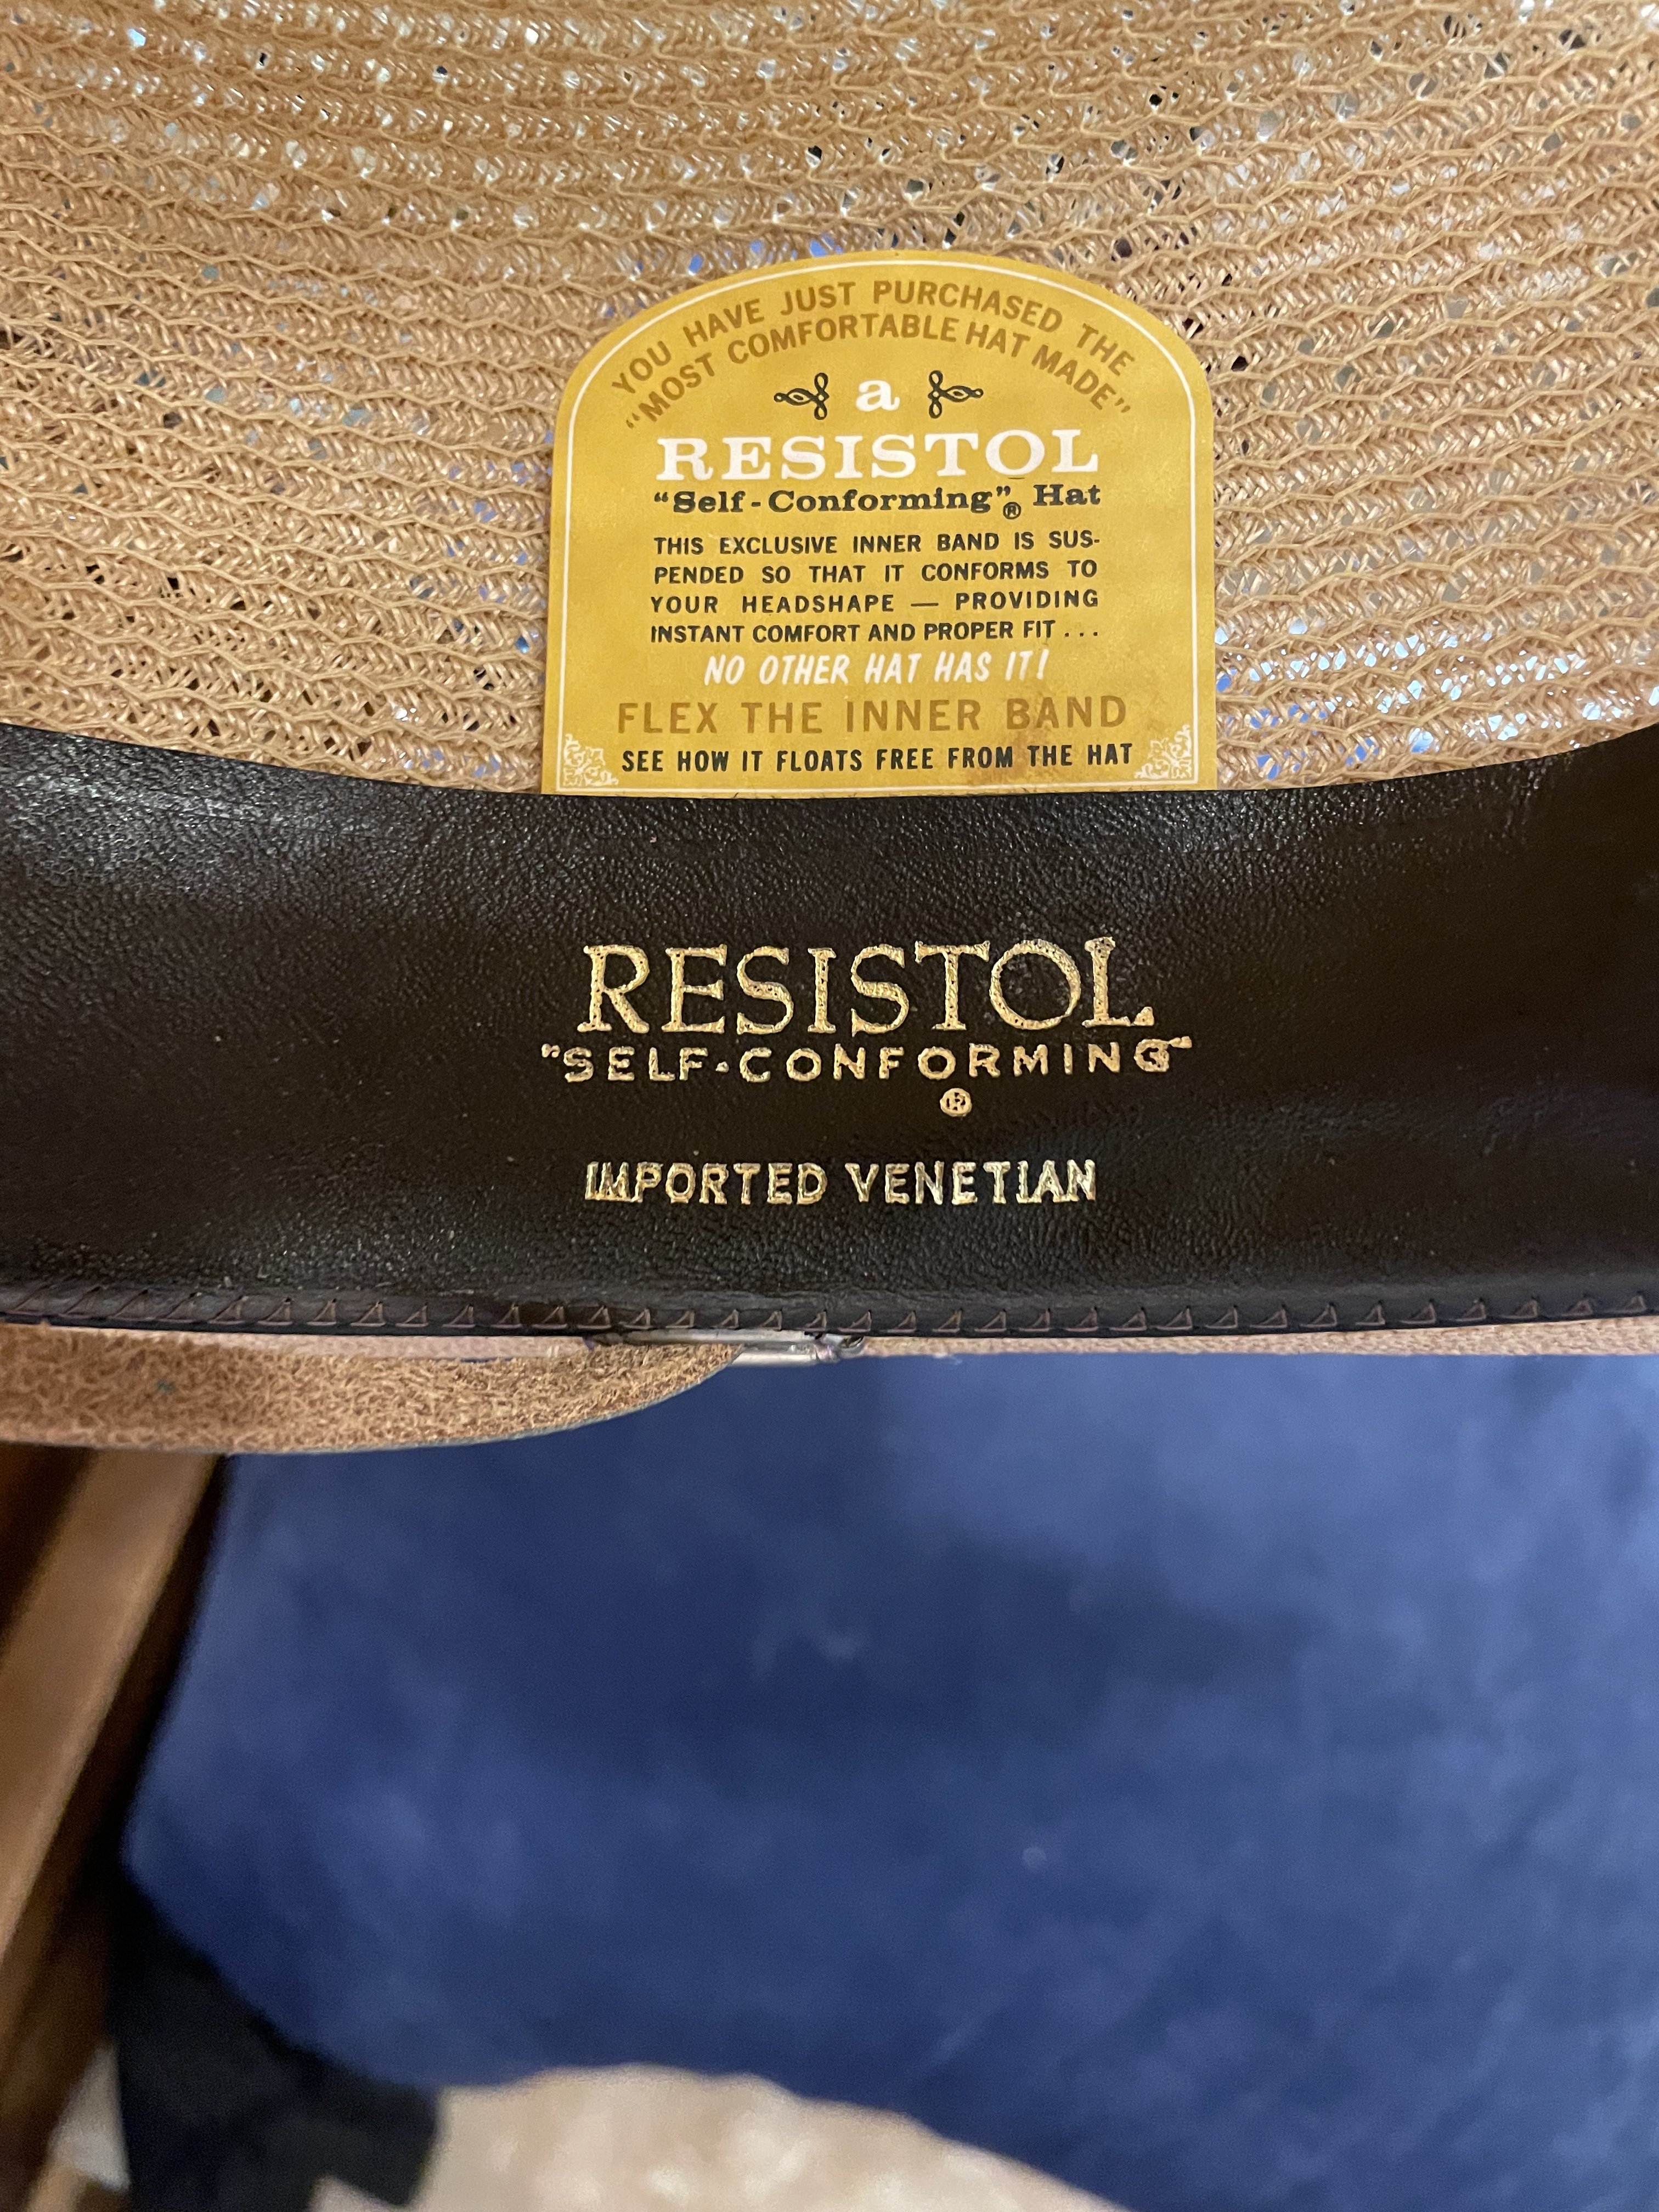 YOU HAVE JUST PURCHASED THE
"MOST COMFORTABLE HAT MADE"
a
RESISTOL
"Self-Conforming"® Hat
THIS EXCLUSIVE INNER BAND IS SUS-
PENDED SO THAT IT CONFORMS TO
YOUR HEADSHAPE — PROVIDING
INSTANT COMFORT AND PROPER FIT . . .
NO OTHER HAT HAS IT!
FLEX THE INNER BAND
SEE HOW IT FLOATS FREE FROM THE HAT
RESISTOL
"SELF-CONFORMING"
®
IMPORTED VENETIAN